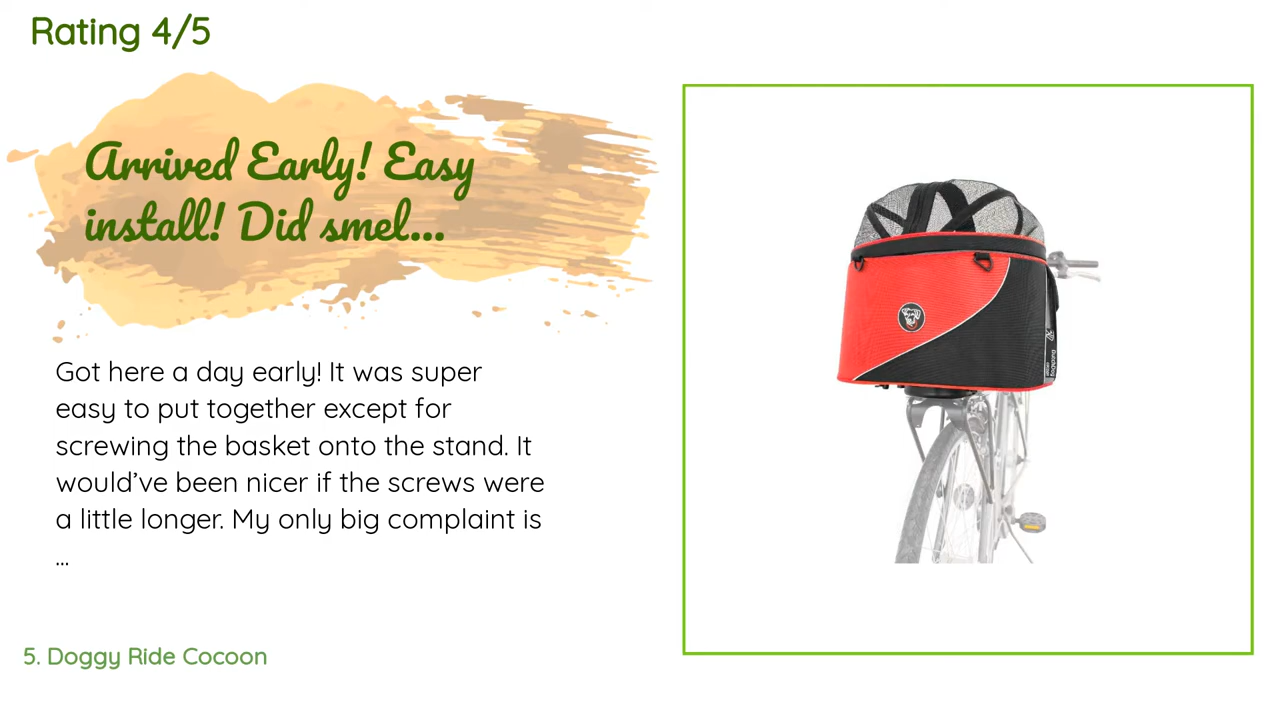 Rating 4/5
Arrived Early! Easy
install! Did smel...
Got here a day early! It was super
easy to put together except for
screwing the basket onto the stand. It
would’ve been nicer if the screws were
a little longer. My only big complaint is
...
5. Doggy Ride Cocoon